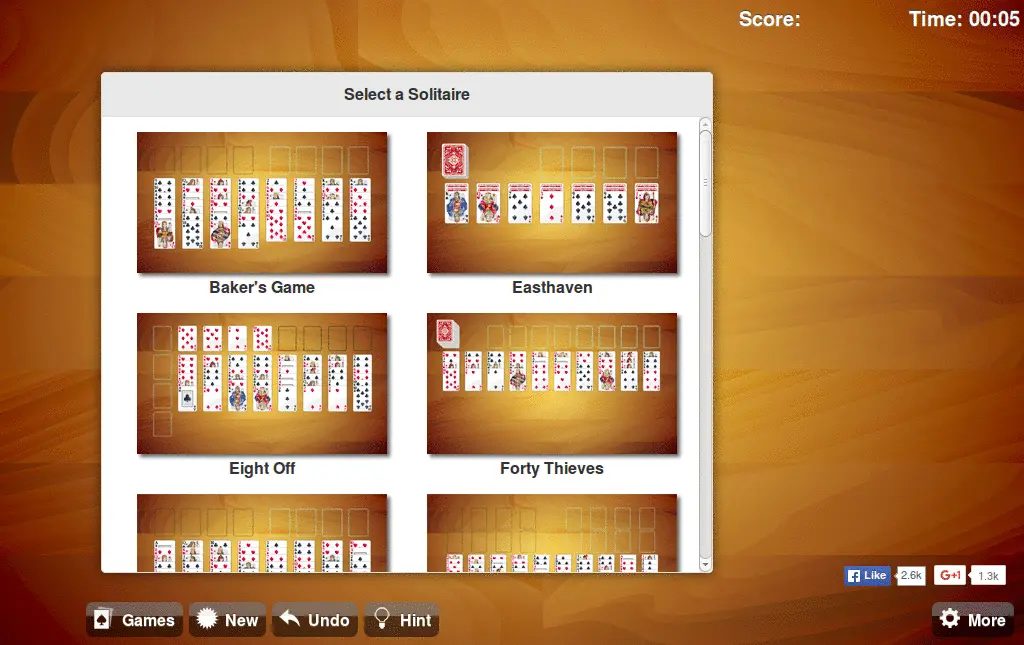 Score:
Time: 00:05
Select a Solitaire
Baker's Game
Easthaven
Eight Off
Forty Thieves
Like
2.6k
G+1
1.3k
Games
New
Undo
Hint
More